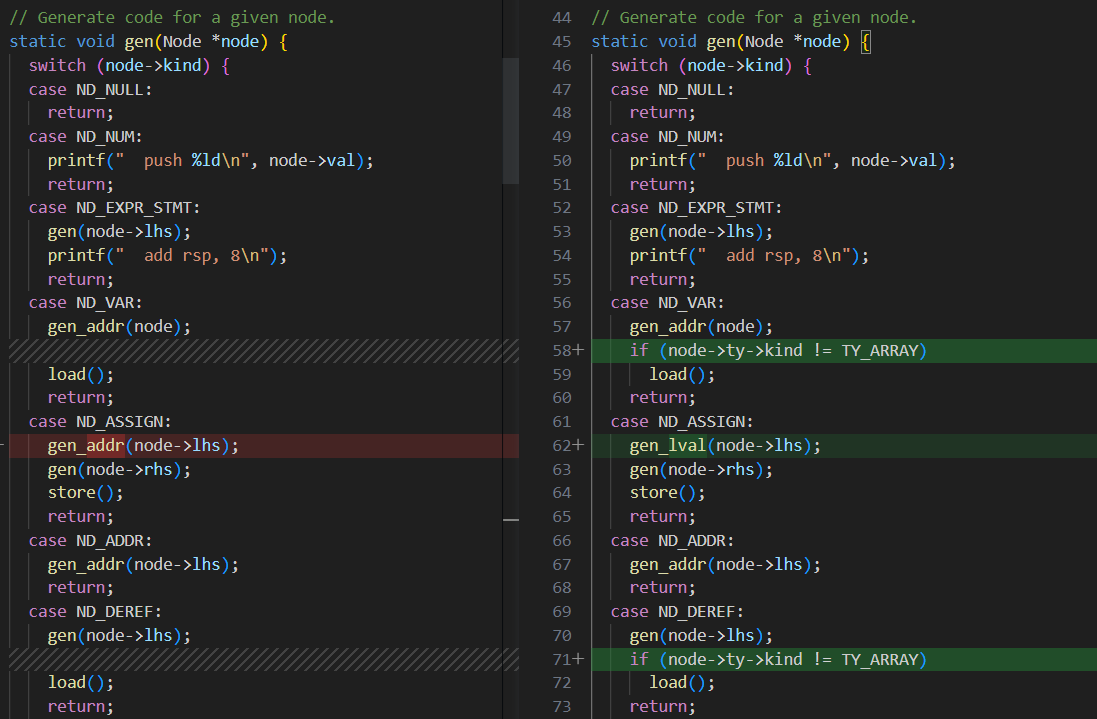 // Generate code for a given node.
static void gen(Node *node) {
  switch (node->kind) {
  case ND_NULL:
    return;
  case ND_NUM:
    printf("  push %ld\n", node->val);
    return;
  case ND_EXPR_STMT:
    gen(node->lhs);
    printf("  add rsp, 8\n");
    return;
  case ND_VAR:
    gen_addr(node);
    load();
    return;
  case ND_ASSIGN:
    gen_addr(node->lhs);
    gen(node->rhs);
    store();
    return;
  case ND_ADDR:
    gen_addr(node->lhs);
    return;
  case ND_DEREF:
    gen(node->lhs);
    load();
    return;
44 // Generate code for a given node.
45 static void gen(Node *node) {
46   switch (node->kind) {
47   case ND_NULL:
48     return;
49   case ND_NUM:
50     printf("  push %ld\n", node->val);
51     return;
52   case ND_EXPR_STMT:
53     gen(node->lhs);
54     printf("  add rsp, 8\n");
55     return;
56   case ND_VAR:
57     gen_addr(node);
58+     if (node->ty->kind != TY_ARRAY)
59       load();
60     return;
61   case ND_ASSIGN:
62+     gen_lval(node->lhs);
63     gen(node->rhs);
64     store();
65     return;
66   case ND_ADDR:
67     gen_addr(node->lhs);
68     return;
69   case ND_DEREF:
70     gen(node->lhs);
71+     if (node->ty->kind != TY_ARRAY)
72       load();
73     return;